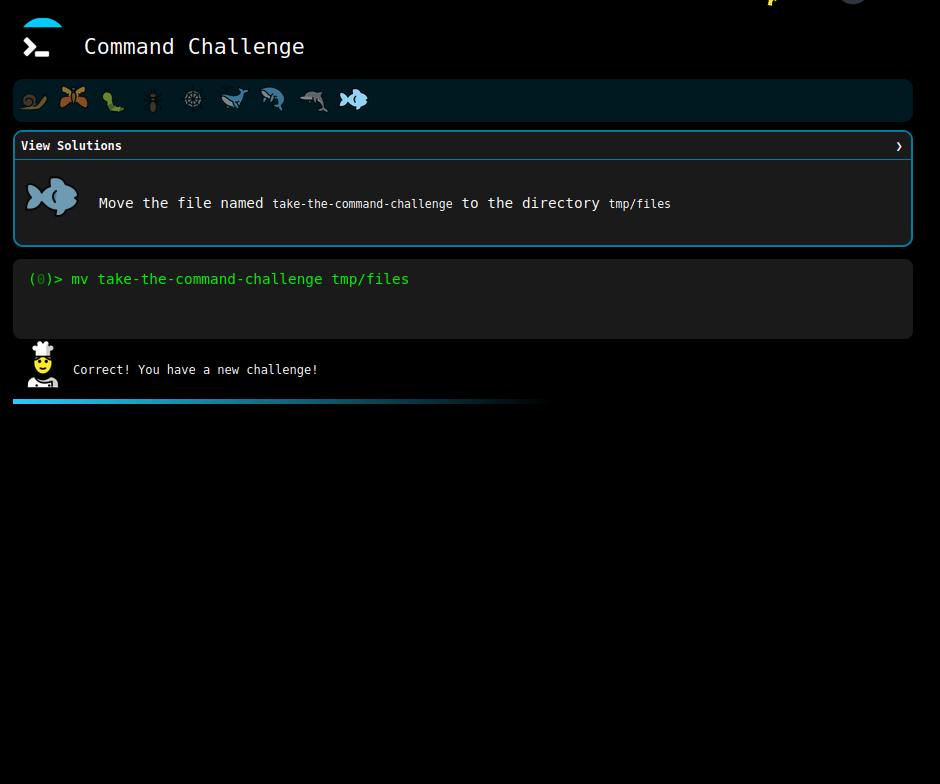 Command Challenge
View Solutions ❯
Move the file named take-the-command-challenge to the directory tmp/files
(0)> mv take-the-command-challenge tmp/files
Correct! You have a new challenge!